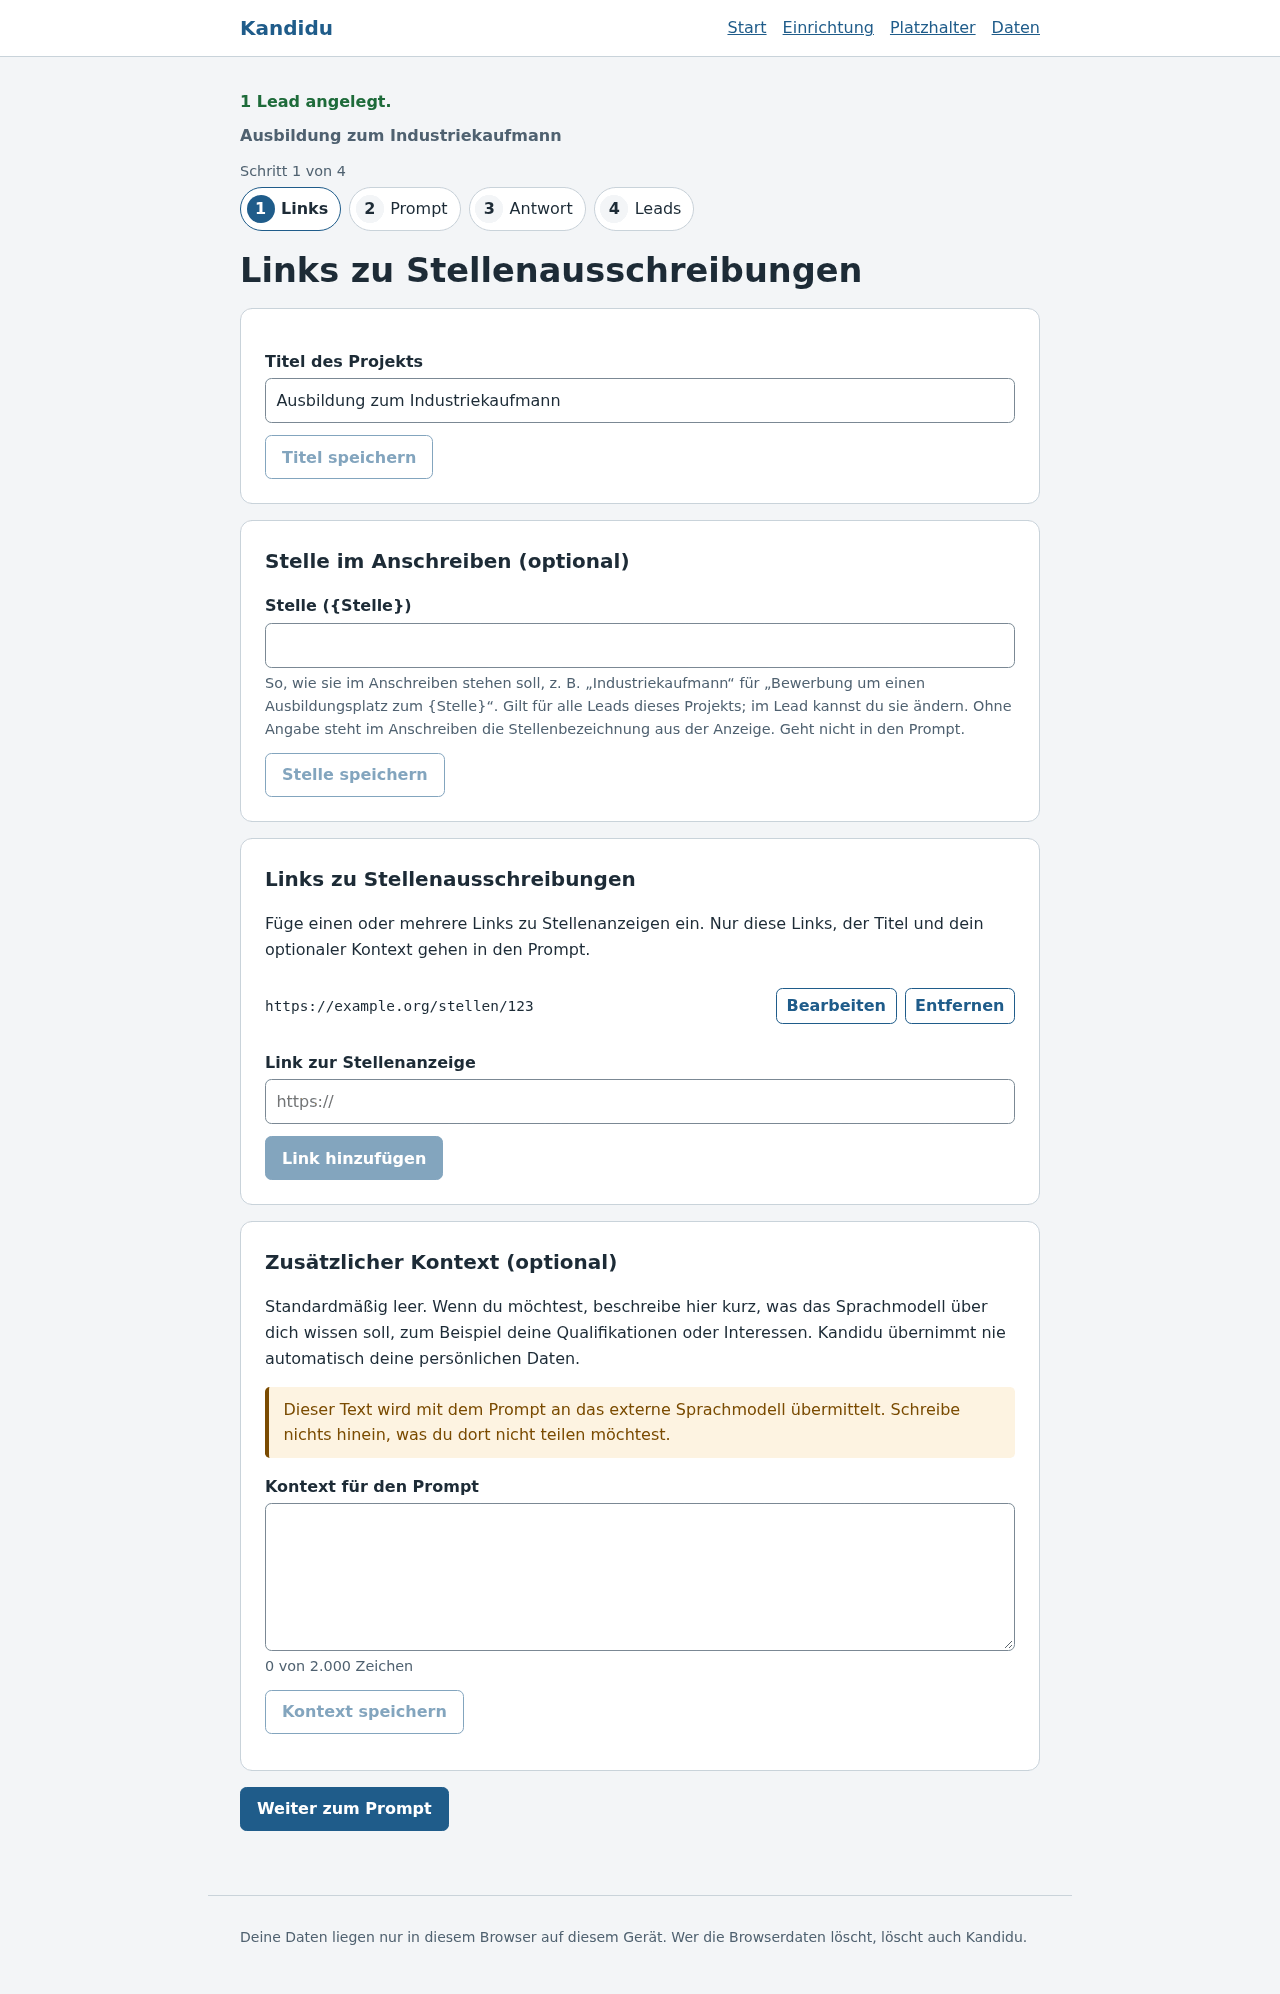 Kandidu
Start Einrichtung Platzhalter Daten
1 Lead angelegt.
Ausbildung zum Industriekaufmann
Schritt 1 von 4
1 Links 2 Prompt 3 Antwort 4 Leads
Links zu Stellenausschreibungen
Titel des Projekts
Ausbildung zum Industriekaufmann
Titel speichern
Stelle im Anschreiben (optional)
Stelle ({Stelle})
So, wie sie im Anschreiben stehen soll, z. B. „Industriekaufmann“ für „Bewerbung um einen
Ausbildungsplatz zum {Stelle}“. Gilt für alle Leads dieses Projekts; im Lead kannst du sie ändern. Ohne
Angabe steht im Anschreiben die Stellenbezeichnung aus der Anzeige. Geht nicht in den Prompt.
Stelle speichern
Links zu Stellenausschreibungen
Füge einen oder mehrere Links zu Stellenanzeigen ein. Nur diese Links, der Titel und dein
optionaler Kontext gehen in den Prompt.
https://example.org/stellen/123
Bearbeiten Entfernen
Link zur Stellenanzeige
https://
Link hinzufügen
Zusätzlicher Kontext (optional)
Standardmäßig leer. Wenn du möchtest, beschreibe hier kurz, was das Sprachmodell über
dich wissen soll, zum Beispiel deine Qualifikationen oder Interessen. Kandidu übernimmt nie
automatisch deine persönlichen Daten.
Dieser Text wird mit dem Prompt an das externe Sprachmodell übermittelt. Schreibe
nichts hinein, was du dort nicht teilen möchtest.
Kontext für den Prompt
0 von 2.000 Zeichen
Kontext speichern
Weiter zum Prompt
Deine Daten liegen nur in diesem Browser auf diesem Gerät. Wer die Browserdaten löscht, löscht auch Kandidu.